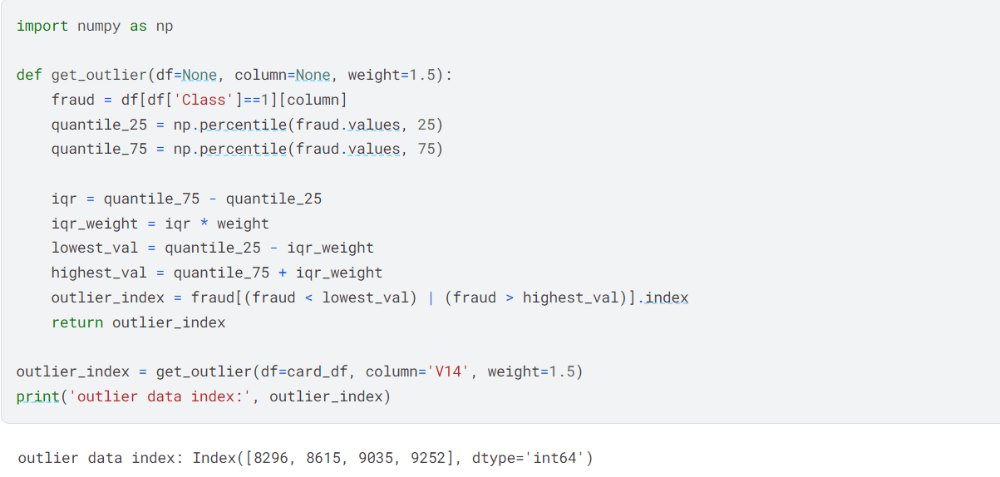 import numpy as np
def get_outlier(df=None, column=None, weight=1.5):
    fraud = df[df['Class']==1][column]
    quantile_25 = np.percentile(fraud.values, 25)
    quantile_75 = np.percentile(fraud.values, 75)
    iqr = quantile_75 - quantile_25
    iqr_weight = iqr * weight
    lowest_val = quantile_25 - iqr_weight
    highest_val = quantile_75 + iqr_weight
    outlier_index = fraud[(fraud < lowest_val) | (fraud > highest_val)].index
    return outlier_index
outlier_index = get_outlier(df=card_df, column='V14', weight=1.5)
print('outlier data index:', outlier_index)
outlier data index: Index([8296, 8615, 9035, 9252], dtype='int64')